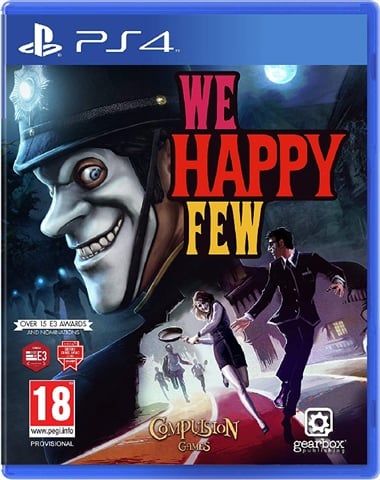 PS4
WE
HAPPY
FEW
OVER 15 E3 AWARDS
AND NOMINATIONS
E3
18
www.pegi.info
PROVISIONAL
COMPULSION
GAMES
gearbox
publishing